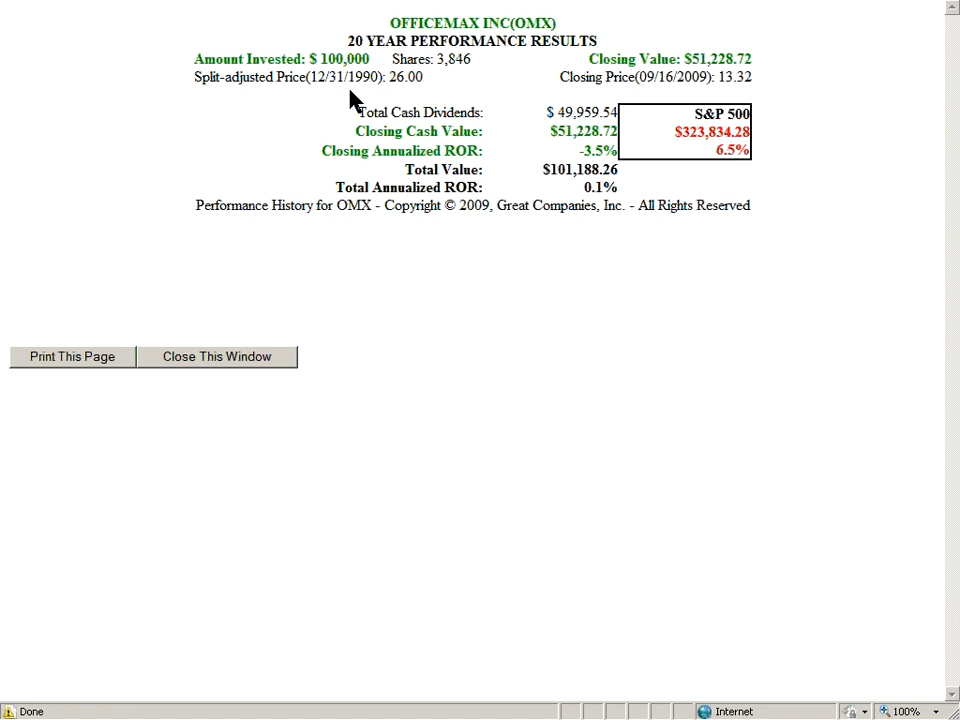 OFFICEMAX INC(OMX)
20 YEAR PERFORMANCE RESULTS
Amount Invested: $ 100,000 Shares: 3,846 Closing Value: $51,228.72
Split-adjusted Price(12/31/1990): 26.00 Closing Price(09/16/2009): 13.32
Total Cash Dividends: $ 49,959.54 S&P 500
Closing Cash Value: $51,228.72 $323,834.28
Closing Annualized ROR: -3.5% 6.5%
Total Value: $101,188.26
Total Annualized ROR: 0.1%
Performance History for OMX - Copyright © 2009, Great Companies, Inc. - All Rights Reserved
Print This Page Close This Window
Done Internet 100%